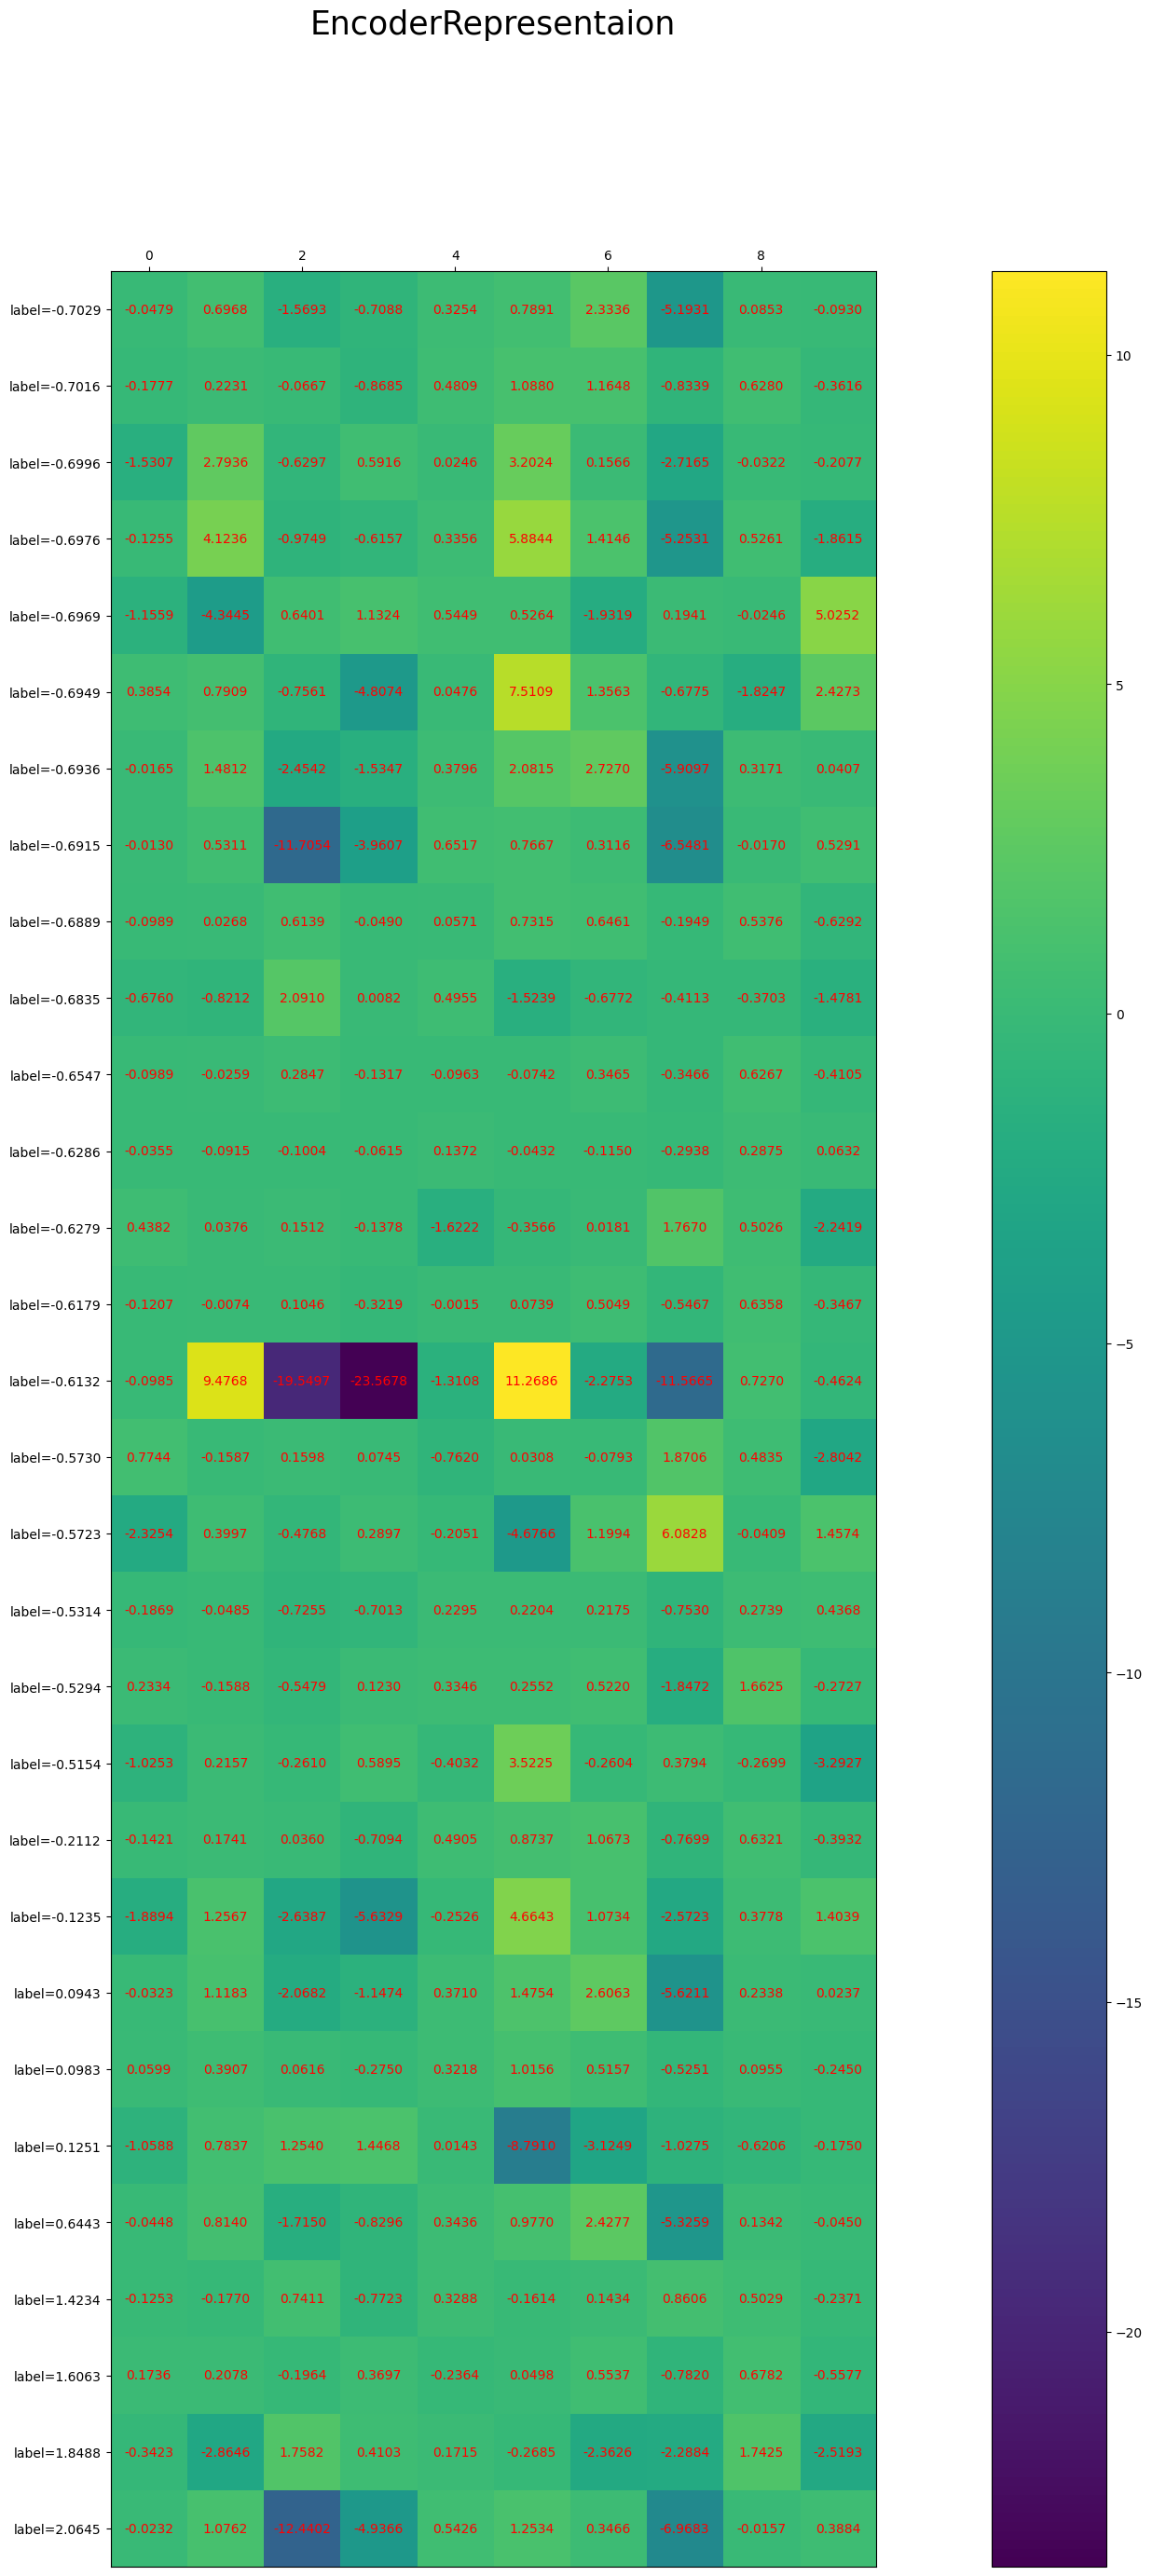 EncoderRepresentaion
0 2 4 6 8
label=-0.7029 -0.0479 0.6968 -1.5693 -0.7088 0.3254 0.7891 2.3336 -5.1931 0.0853 -0.0930
10
label=-0.7016 -0.1777 0.2231 -0.0667 -0.8685 0.4809 1.0880 1.1648 -0.8339 0.6280 -0.3616
label=-0.6996 -1.5307 2.7936 -0.6297 0.5916 0.0246 3.2024 0.1566 -2.7165 -0.0322 -0.2077
label=-0.6976 -0.1255 4.1236 -0.9749 -0.6157 0.3356 5.8844 1.4146 -5.2531 0.5261 -1.8615
label=-0.6969 -1.1559 -4.3445 0.6401 1.1324 0.5449 0.5264 -1.9319 0.1941 -0.0246 5.0252
5
label=-0.6949 0.3854 0.7909 -0.7561 -4.8074 0.0476 7.5109 1.3563 -0.6775 -1.8247 2.4273
label=-0.6936 -0.0165 1.4812 -2.4542 -1.5347 0.3796 2.0815 2.7270 -5.9097 0.3171 0.0407
label=-0.6915 -0.0130 0.5311 -11.7054 -3.9607 0.6517 0.7667 0.3116 -6.5481 -0.0170 0.5291
label=-0.6889 -0.0989 0.0268 0.6139 -0.0490 0.0571 0.7315 0.6461 -0.1949 0.5376 -0.6292
label=-0.6835 -0.6760 -0.8212 2.0910 0.0082 0.4955 -1.5239 -0.6772 -0.4113 -0.3703 -1.4781
0
label=-0.6547 -0.0989 -0.0259 0.2847 -0.1317 -0.0963 -0.0742 0.3465 -0.3466 0.6267 -0.4105
label=-0.6286 -0.0355 -0.0915 -0.1004 -0.0615 0.1372 -0.0432 -0.1150 -0.2938 0.2875 0.0632
label=-0.6279 0.4382 0.0376 0.1512 -0.1378 -1.6222 -0.3566 0.0181 1.7670 0.5026 -2.2419
label=-0.6179 -0.1207 -0.0074 0.1046 -0.3219 -0.0015 0.0739 0.5049 -0.5467 0.6358 -0.3467
−5
label=-0.6132 -0.0985 9.4768 -19.5497 -23.5678 -1.3108 11.2686 -2.2753 -11.5665 0.7270 -0.4624
label=-0.5730 0.7744 -0.1587 0.1598 0.0745 -0.7620 0.0308 -0.0793 1.8706 0.4835 -2.8042
label=-0.5723 -2.3254 0.3997 -0.4768 0.2897 -0.2051 -4.6766 1.1994 6.0828 -0.0409 1.4574
label=-0.5314 -0.1869 -0.0485 -0.7255 -0.7013 0.2295 0.2204 0.2175 -0.7530 0.2739 0.4368
−10
label=-0.5294 0.2334 -0.1588 -0.5479 0.1230 0.3346 0.2552 0.5220 -1.8472 1.6625 -0.2727
label=-0.5154 -1.0253 0.2157 -0.2610 0.5895 -0.4032 3.5225 -0.2604 0.3794 -0.2699 -3.2927
label=-0.2112 -0.1421 0.1741 0.0360 -0.7094 0.4905 0.8737 1.0673 -0.7699 0.6321 -0.3932
label=-0.1235 -1.8894 1.2567 -2.6387 -5.6329 -0.2526 4.6643 1.0734 -2.5723 0.3778 1.4039
label=0.0943 -0.0323 1.1183 -2.0682 -1.1474 0.3710 1.4754 2.6063 -5.6211 0.2338 0.0237
−15
label=0.0983 0.0599 0.3907 0.0616 -0.2750 0.3218 1.0156 0.5157 -0.5251 0.0955 -0.2450
label=0.1251 -1.0588 0.7837 1.2540 1.4468 0.0143 -8.7910 -3.1249 -1.0275 -0.6206 -0.1750
label=0.6443 -0.0448 0.8140 -1.7150 -0.8296 0.3436 0.9770 2.4277 -5.3259 0.1342 -0.0450
label=1.4234 -0.1253 -0.1770 0.7411 -0.7723 0.3288 -0.1614 0.1434 0.8606 0.5029 -0.2371
−20
label=1.6063 0.1736 0.2078 -0.1964 0.3697 -0.2364 0.0498 0.5537 -0.7820 0.6782 -0.5577
label=1.8488 -0.3423 -2.8646 1.7582 0.4103 0.1715 -0.2685 -2.3626 -2.2884 1.7425 -2.5193
label=2.0645 -0.0232 1.0762 -12.4402 -4.9366 0.5426 1.2534 0.3466 -6.9683 -0.0157 0.3884